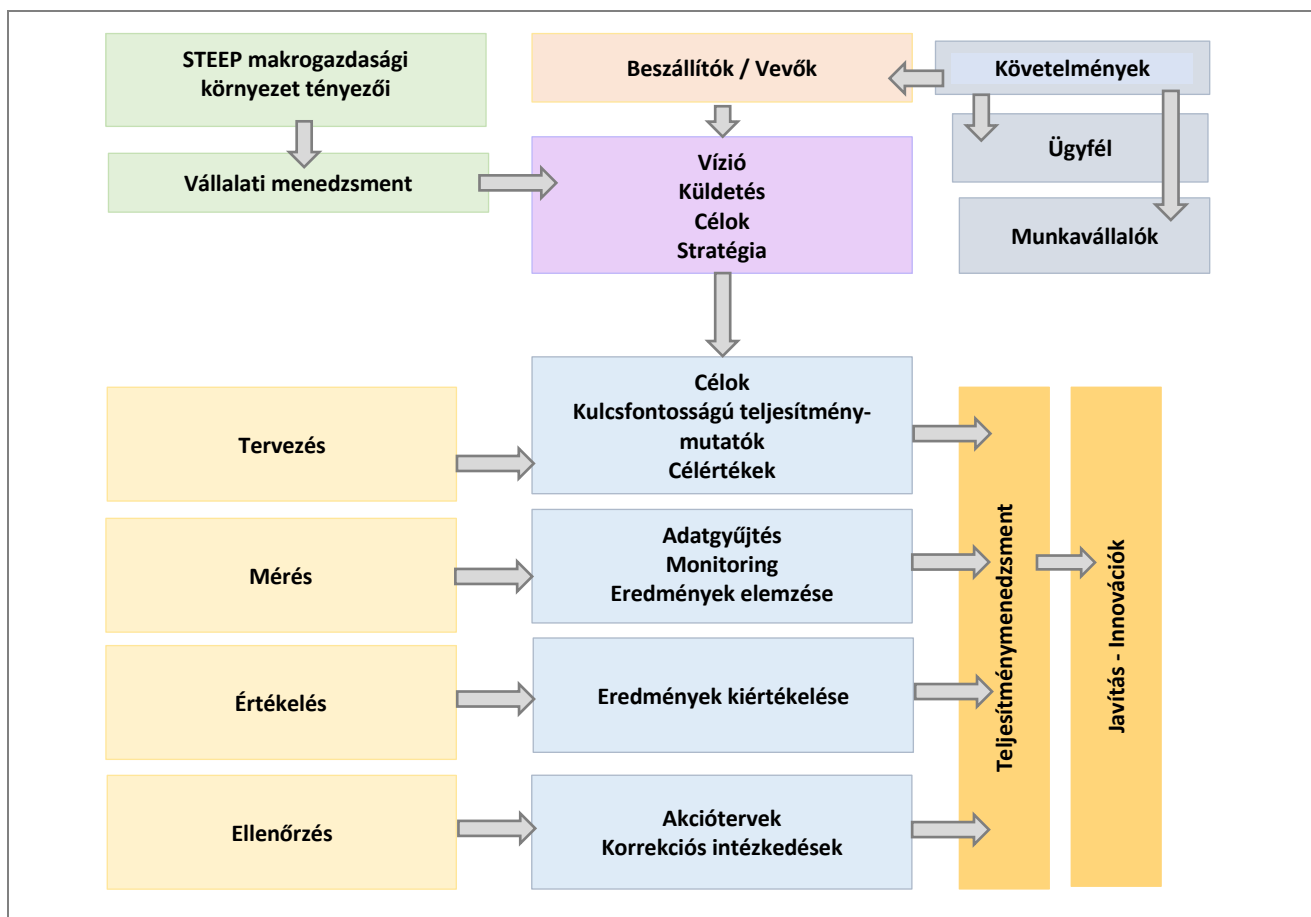 STEEP makrogazdasági
környezet tényezői
Beszállítók / Vevők
Követelmények
Ügyfél
Vállalati menedzsment
Vízió
Küldetés
Célok
Stratégia
Munkavállalók
Tervezés
Célok
Kulcsfontosságú teljesítmény-
mutatók
Célértékek
Mérés
Adatgyűjtés
Monitoring
Eredmények elemzése
Értékelés
Eredmények kiértékelése
Ellenőrzés
Akciótervek
Korrekciós intézkedések
Teljesítménymenedzsment
Javítás - Innovációk